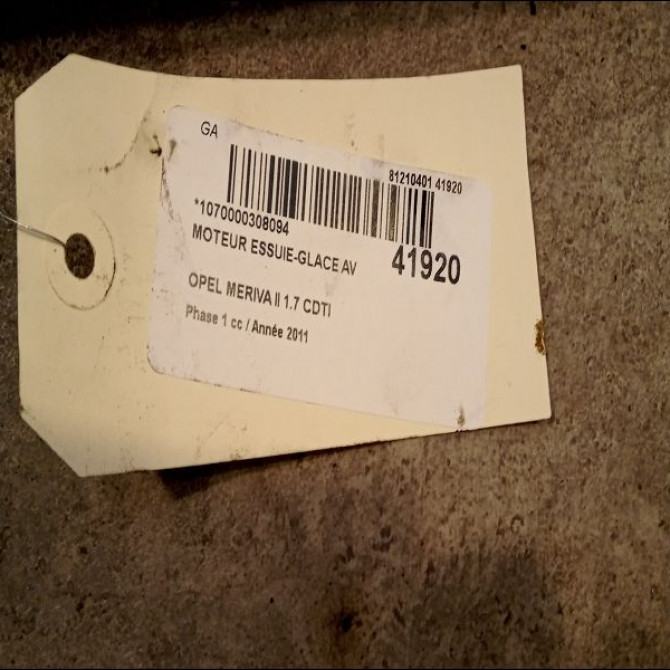 GA
81210401 41920
*1070000308094
MOTEUR ESSUIE-GLACE AV
41920
OPEL MERIVA II 1.7 CDTI
Phase 1 cc / Année 2011